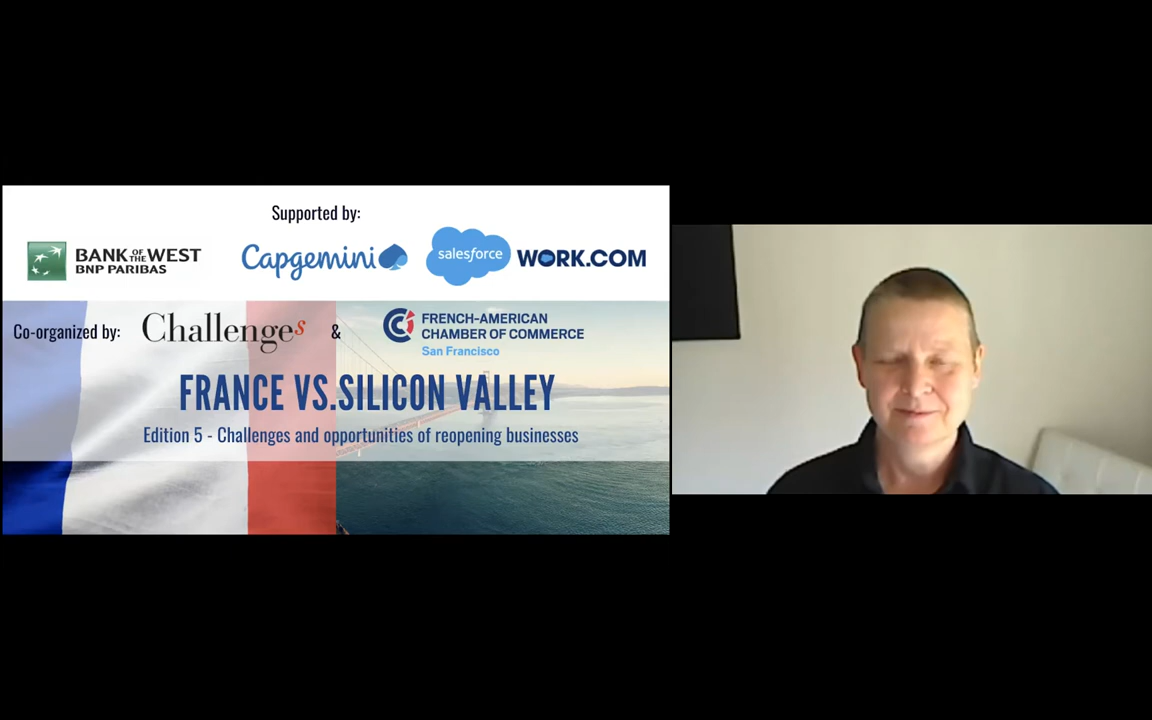 Supported by:
BANK OF THE WEST
BNP PARIBAS
Capgemini
salesforce
WORK.COM
Co-organized by:
Challenges
&
FRENCH-AMERICAN
CHAMBER OF COMMERCE
San Francisco
FRANCE VS.SILICON VALLEY
Edition 5 - Challenges and opportunities of reopening businesses